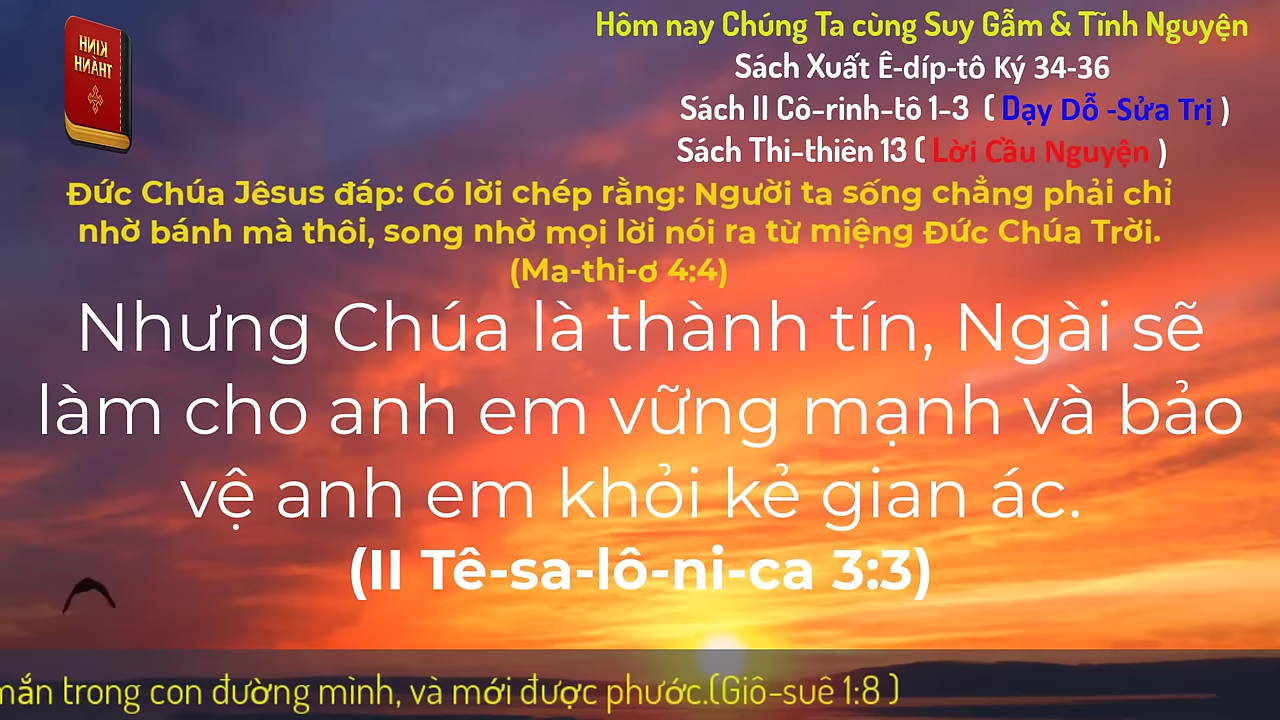 KINH
THÁNH
Hôm nay Chúng Ta cùng Suy Gẫm & Tĩnh Nguyện
Sách Xuất Ê-díp-tô Ký 34-36
Sách II Cô-rinh-tô 1-3 ( Dạy Dỗ -Sửa Trị )
Sách Thi-thiên 13 ( Lời Cầu Nguyện )
Đức Chúa Jêsus đáp: Có lời chép rằng: Người ta sống chẳng phải chỉ
nhờ bánh mà thôi, song nhờ mọi lời nói ra từ miệng Đức Chúa Trời.
(Ma-thi-ơ 4:4)
Nhưng Chúa là thành tín, Ngài sẽ
làm cho anh em vững mạnh và bảo
vệ anh em khỏi kẻ gian ác.
(II Tê-sa-lô-ni-ca 3:3)
mắn trong con đường mình, và mới được phước.(Giô-suê 1:8 )